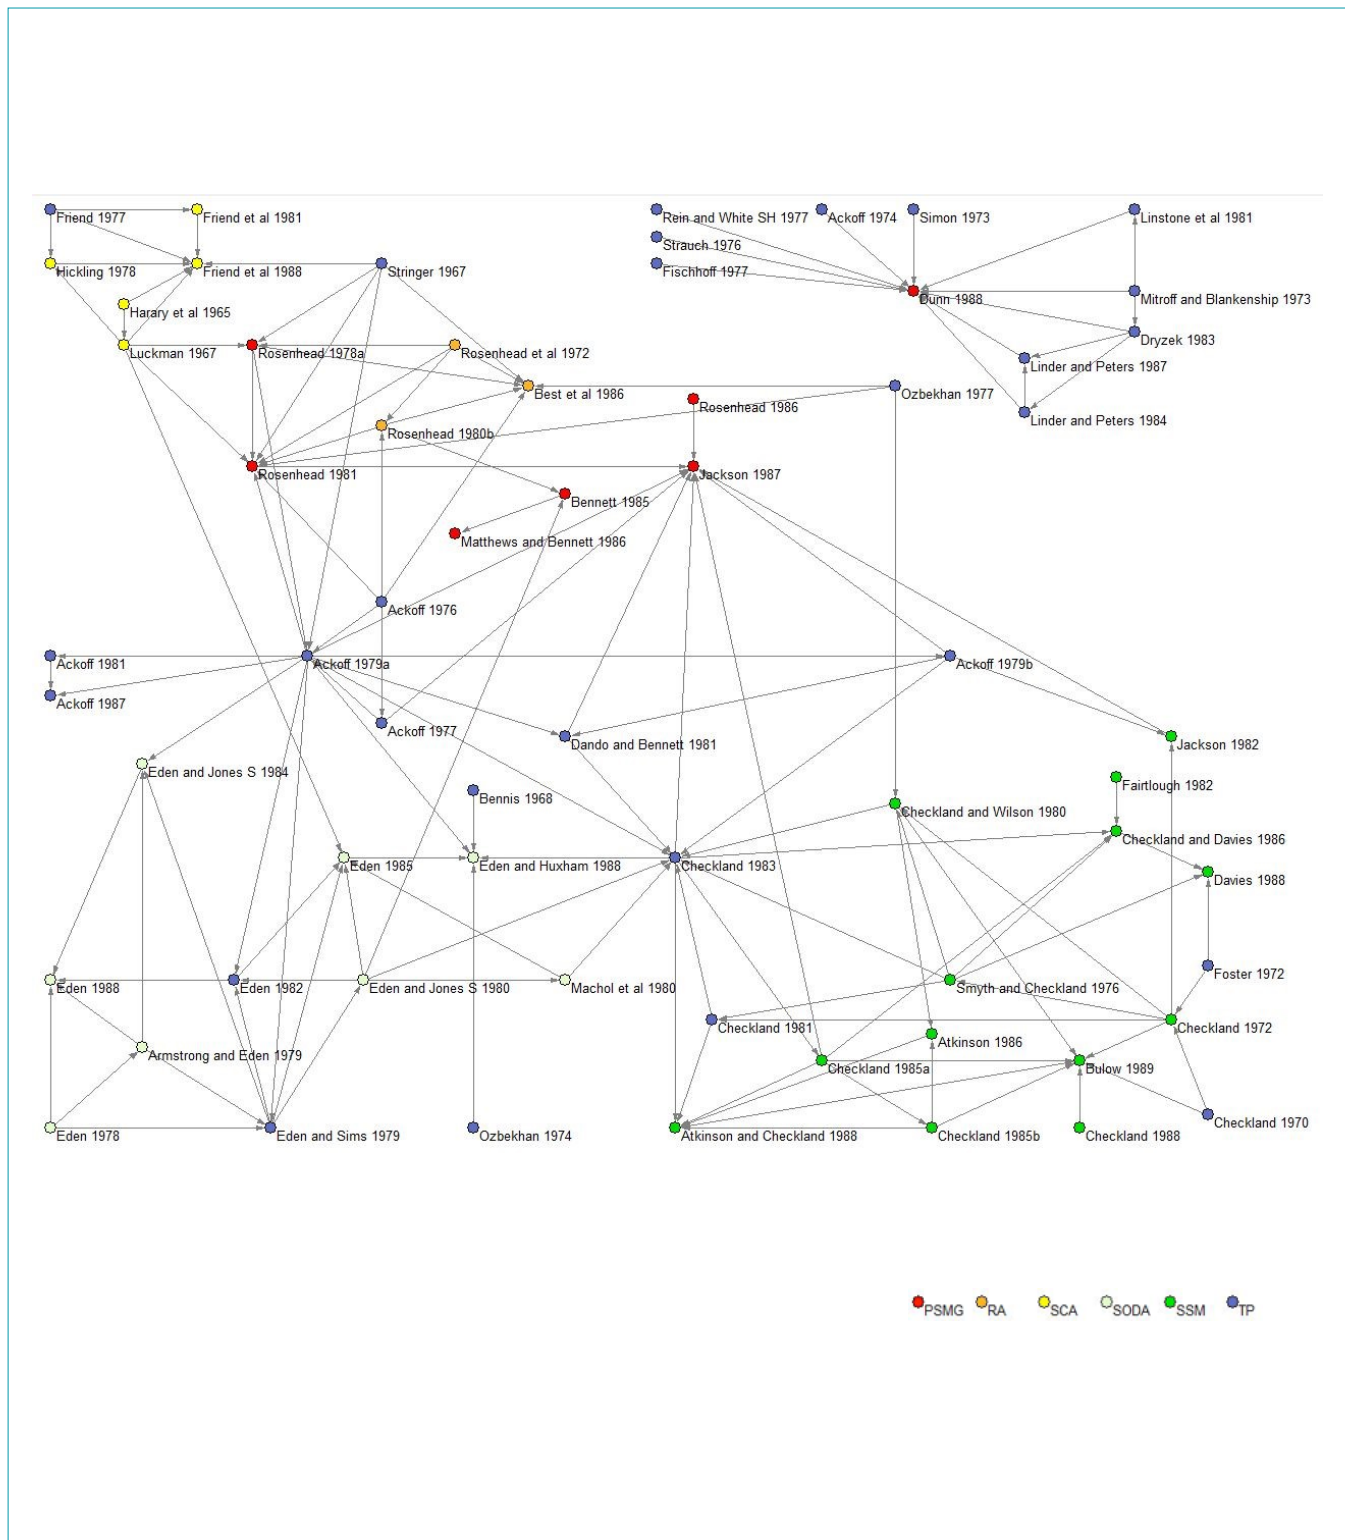 Friend 1977
Friend et al 1981
Rein and White SH 1977
Ackoff 1974
Simon 1973
Linstone et al 1981
Strauch 1976
Hickling 1978
Friend et al 1988
Stringer 1967
Fischhoff 1977
Dunn 1988
Mitroff and Blankenship 1973
Harary et al 1965
Dryzek 1983
Luckman 1967
Rosenhead 1978a
Rosenhead et al 1972
Linder and Peters 1987
Best et al 1986
Ozbekhan 1977
Rosenhead 1986
Linder and Peters 1984
Rosenhead 1980b
Rosenhead 1981
Jackson 1987
Bennett 1985
Matthews and Bennett 1986
Ackoff 1976
Ackoff 1981
Ackoff 1979a
Ackoff 1979b
Ackoff 1987
Ackoff 1977
Dando and Bennett 1981
Jackson 1982
Eden and Jones S 1984
Fairtlough 1982
Bennis 1968
Checkland and Wilson 1980
Checkland and Davies 1986
Eden 1985
Eden and Huxham 1988
Checkland 1983
Davies 1988
Eden 1988
Eden 1982
Eden and Jones S 1980
Machol et al 1980
Smyth and Checkland 1976
Foster 1972
Checkland 1981
Checkland 1972
Atkinson 1986
Armstrong and Eden 1979
Checkland 1985a
Bulow 1989
Checkland 1970
Eden 1978
Eden and Sims 1979
Ozbekhan 1974
Atkinson and Checkland 1988
Checkland 1985b
Checkland 1988
PSMG
RA
SCA
SODA
SSM
TP